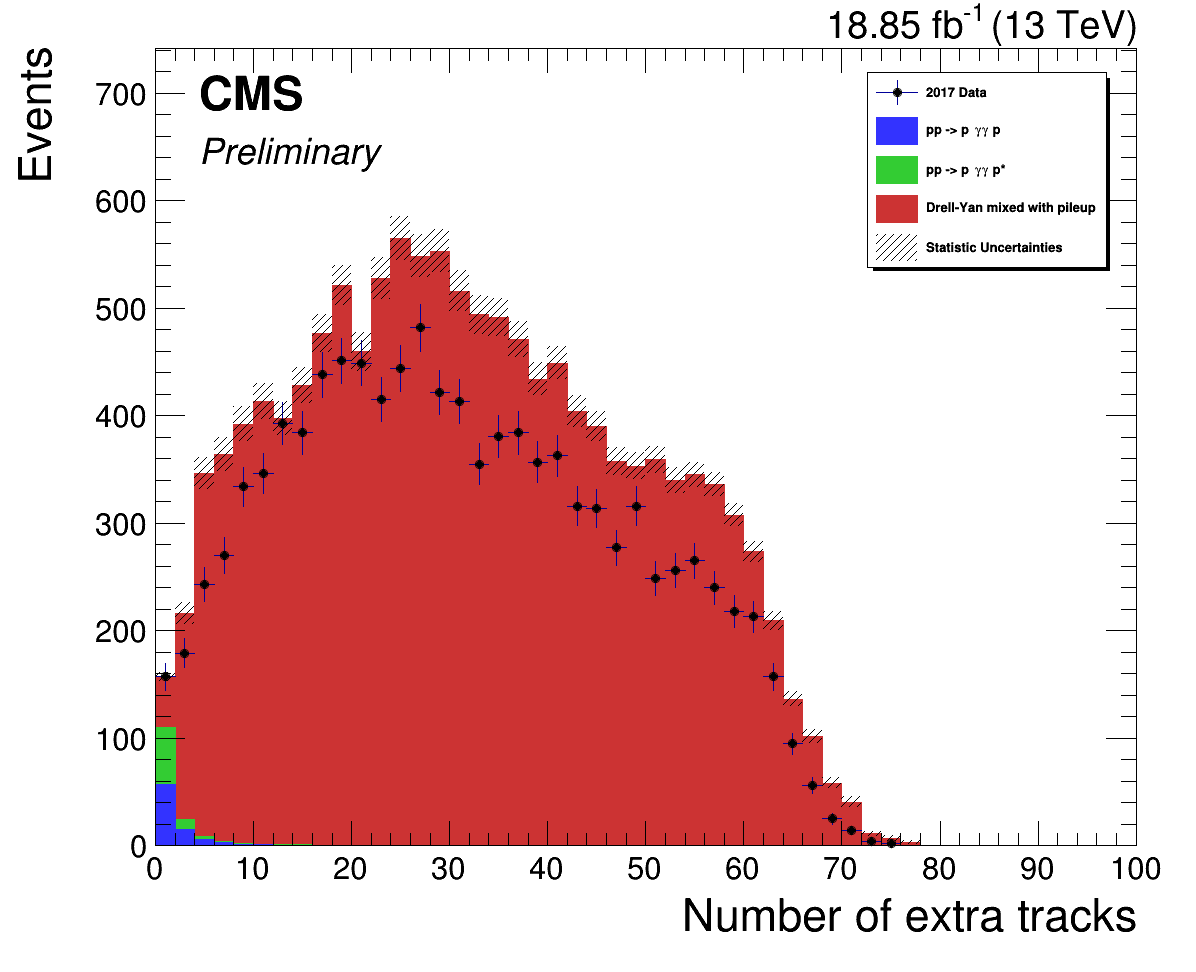 18.85 fb⁻¹ (13 TeV)
Events
CMS
Preliminary
2017 Data
pp -> p γγ p
pp -> p γγ p*
Drell-Yan mixed with pileup
Statistic Uncertainties
700
600
500
400
300
200
100
0
0 10 20 30 40 50 60 70 80 90 100
Number of extra tracks